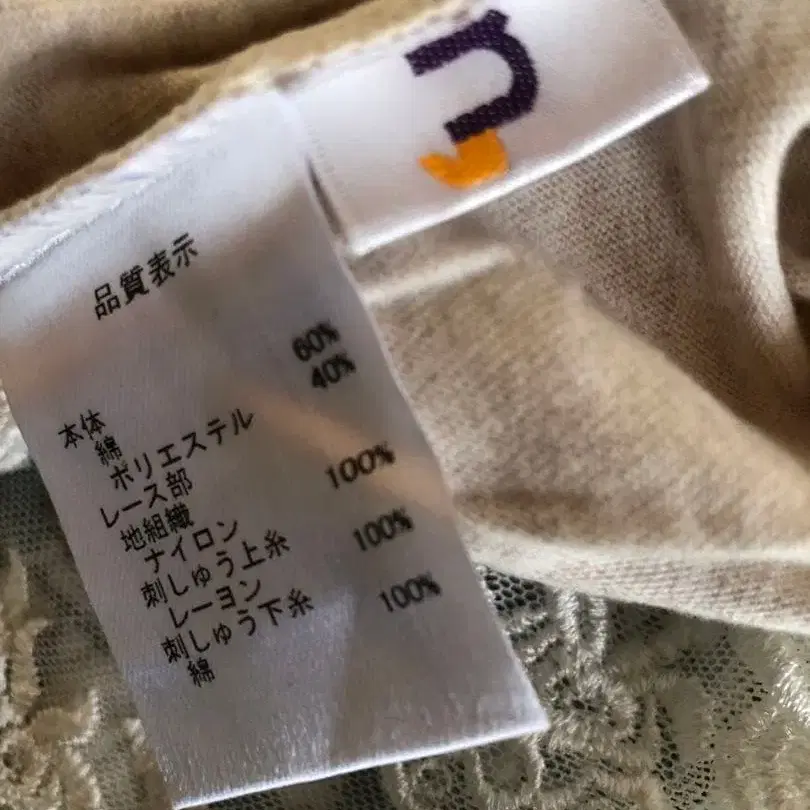 品質表示
本体
綿 60%
ポリエステル 40%
レース部
地組織
ナイロン 100%
刺しゅう上糸
レーヨン 100%
刺しゅう下糸
綿 100%